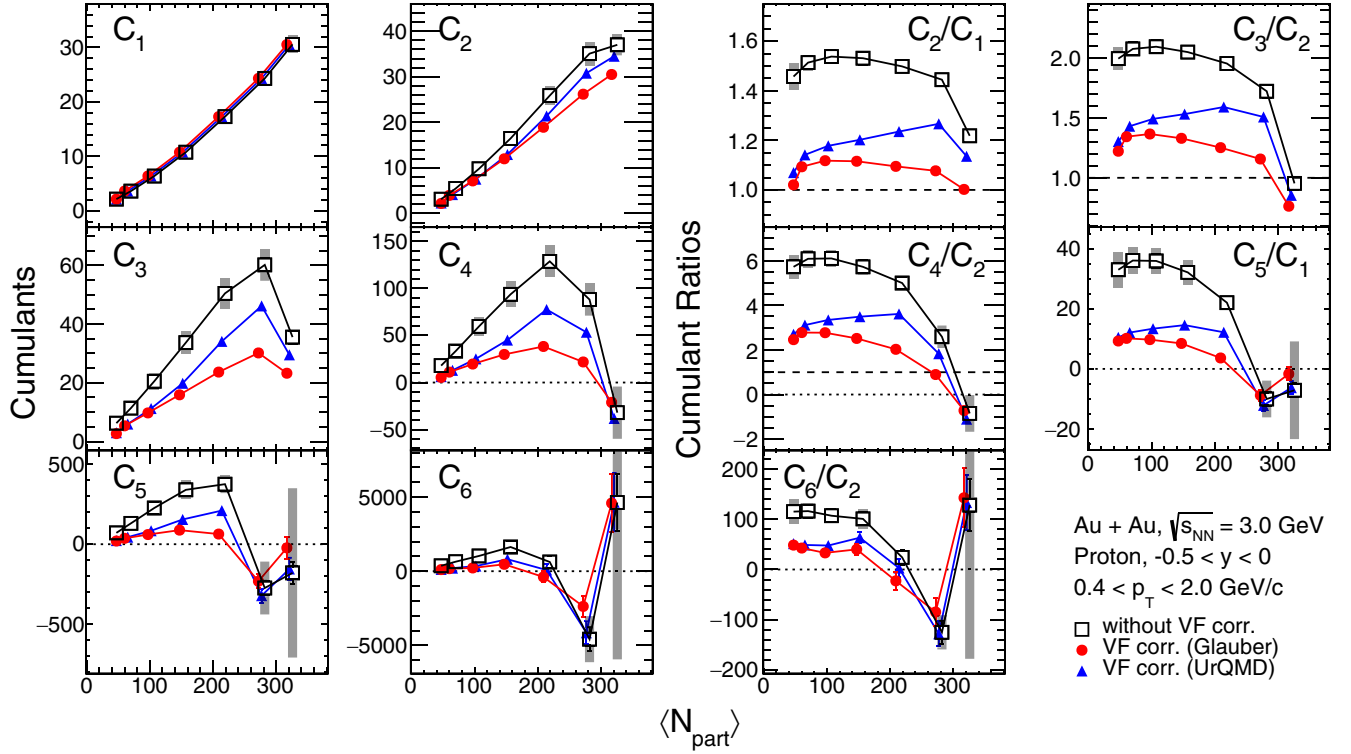 C1
30
20
10
0
C2
40
30
20
10
0
C2/C1
1.6
1.4
1.2
1.0
C3/C2
2.0
1.5
1.0
Cumulants
C3
60
40
20
0
C4
150
100
50
0
−50
Cumulant Ratios
C4/C2
6
4
2
0
−2
C5/C1
40
20
0
−20
0 100 200 300
C5
500
0
−500
0 100 200 300
C6
5000
0
−5000
0 100 200 300
C6/C2
200
100
0
−100
−200
0 100 200 300
⟨Npart⟩
Au + Au, √sNN = 3.0 GeV
Proton, -0.5 < y < 0
0.4 < pT < 2.0 GeV/c
without VF corr.
VF corr. (Glauber)
VF corr. (UrQMD)